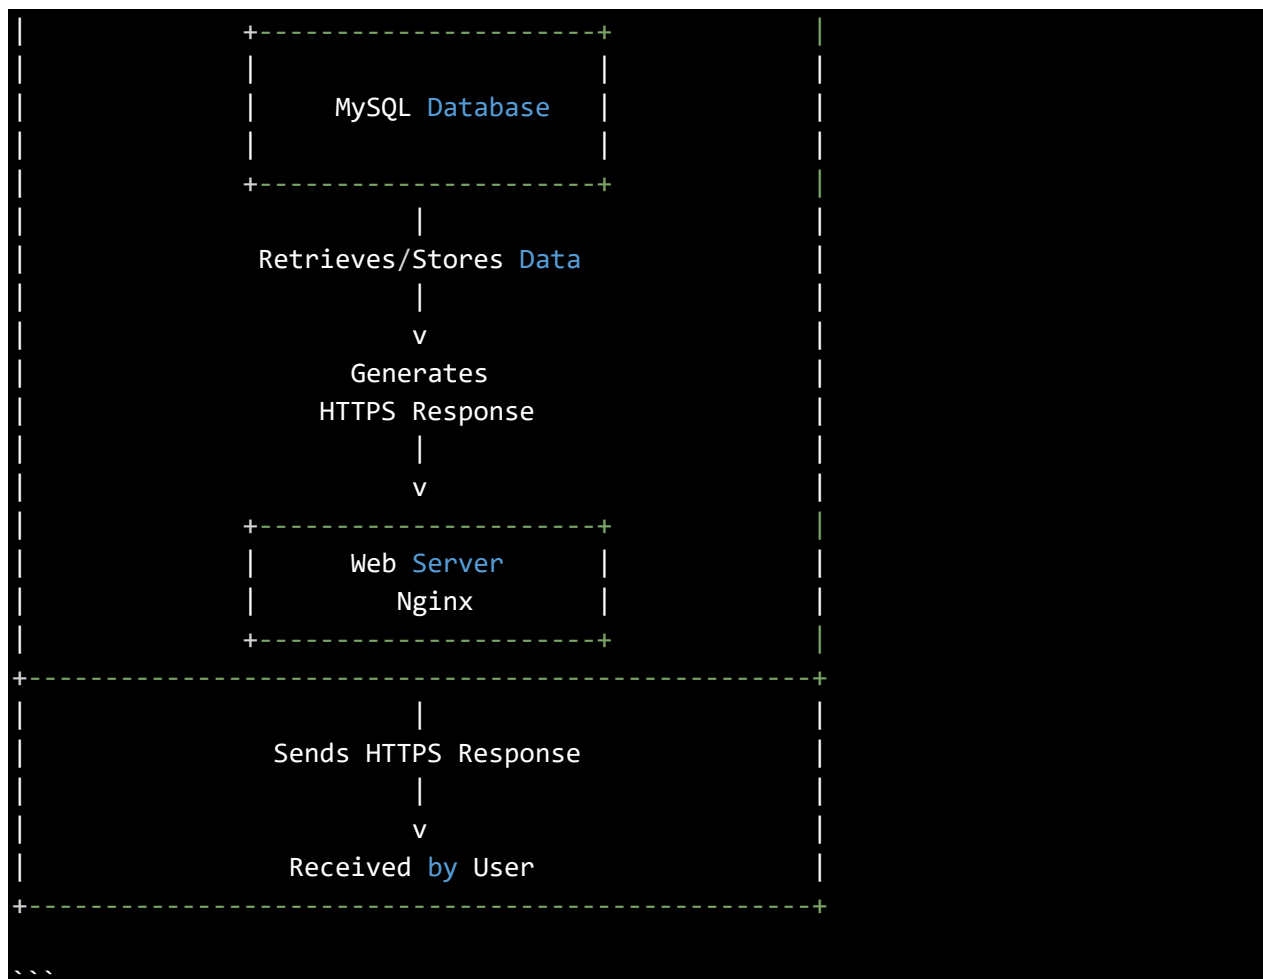 |              +----------------------+             |
|              |                      |             |
|              |     MySQL Database   |             |
|              |                      |             |
|              +----------------------+             |
|                         |                         |
|               Retrieves/Stores Data               |
|                         |                         |
|                         v                         |
|                     Generates                     |
|                   HTTPS Response                  |
|                         |                         |
|                         v                         |
|              +----------------------+             |
|              |      Web Server      |             |
|              |         Nginx        |             |
|              +----------------------+             |
+---------------------------------------------------+
|                         |                         |
|                Sends HTTPS Response               |
|                         |                         |
|                         v                         |
|                 Received by User                  |
+---------------------------------------------------+
```